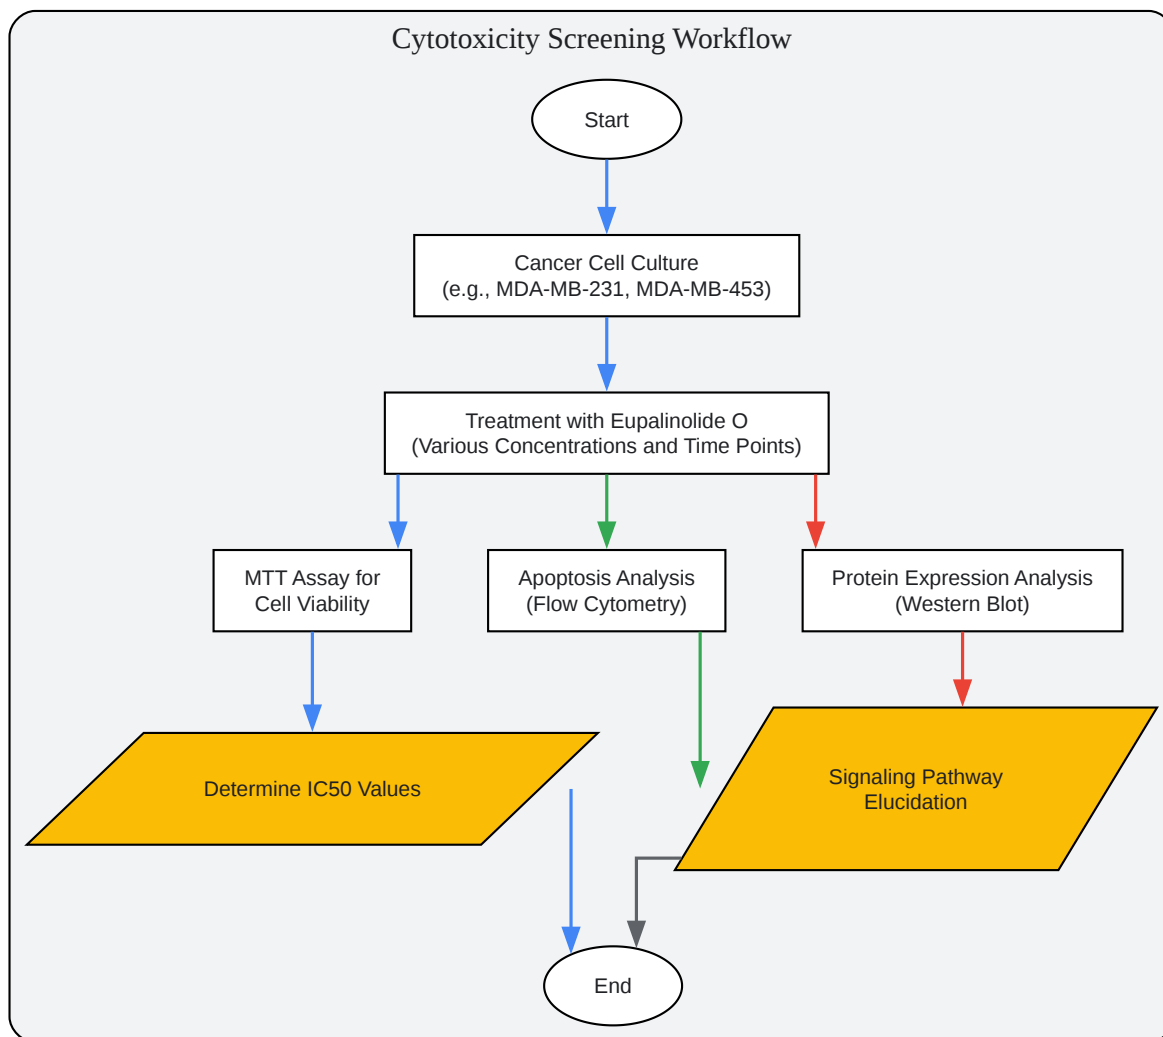 Cytotoxicity Screening Workflow
Start
Cancer Cell Culture
(e.g., MDA-MB-231, MDA-MB-453)
Treatment with Eupalinolide O
(Various Concentrations and Time Points)
MTT Assay for
Cell Viability
Apoptosis Analysis
(Flow Cytometry)
Protein Expression Analysis
(Western Blot)
Determine IC50 Values
Signaling Pathway
Elucidation
End